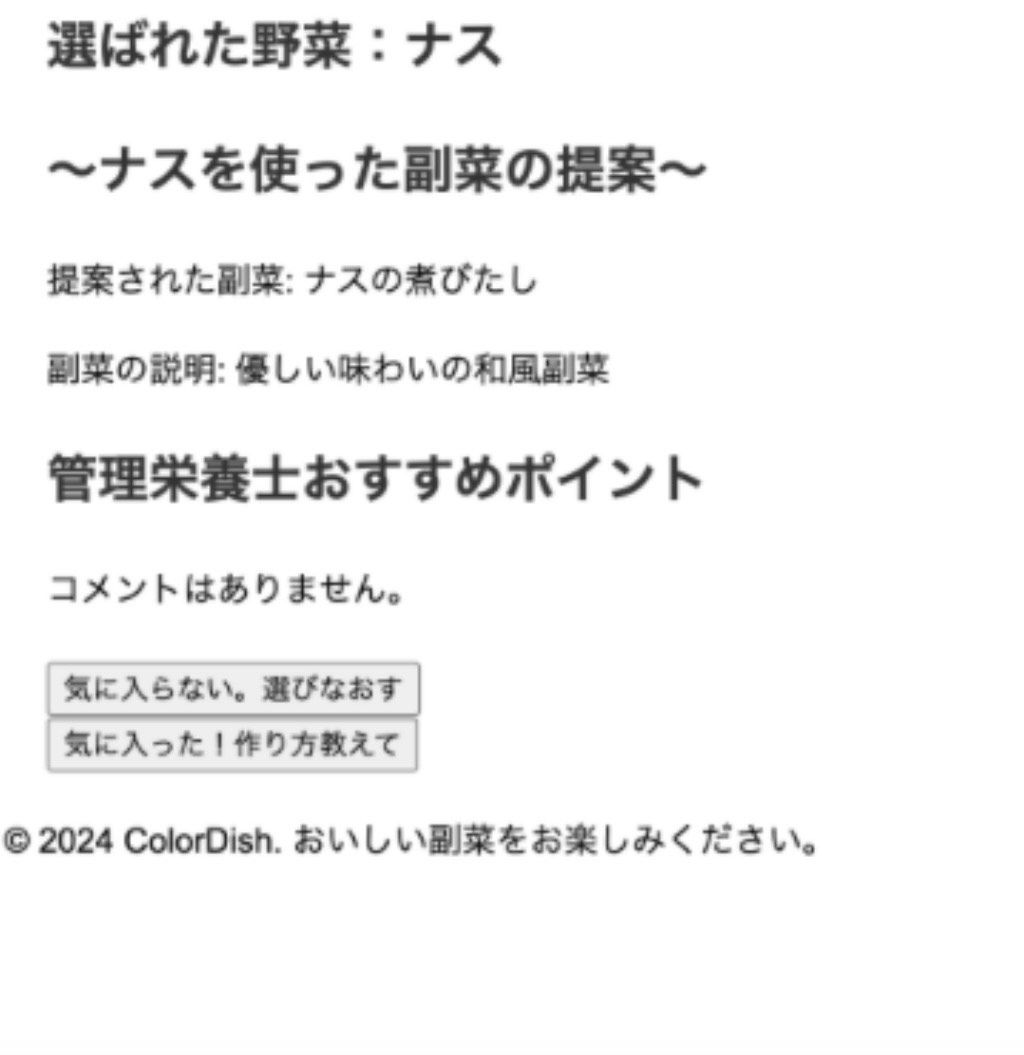 選ばれた野菜：ナス
〜ナスを使った副菜の提案〜
提案された副菜: ナスの煮びたし
副菜の説明: 優しい味わいの和風副菜
管理栄養士おすすめポイント
コメントはありません。
気に入らない。選びなおす
気に入った！作り方教えて
© 2024 ColorDish. おいしい副菜をお楽しみください。